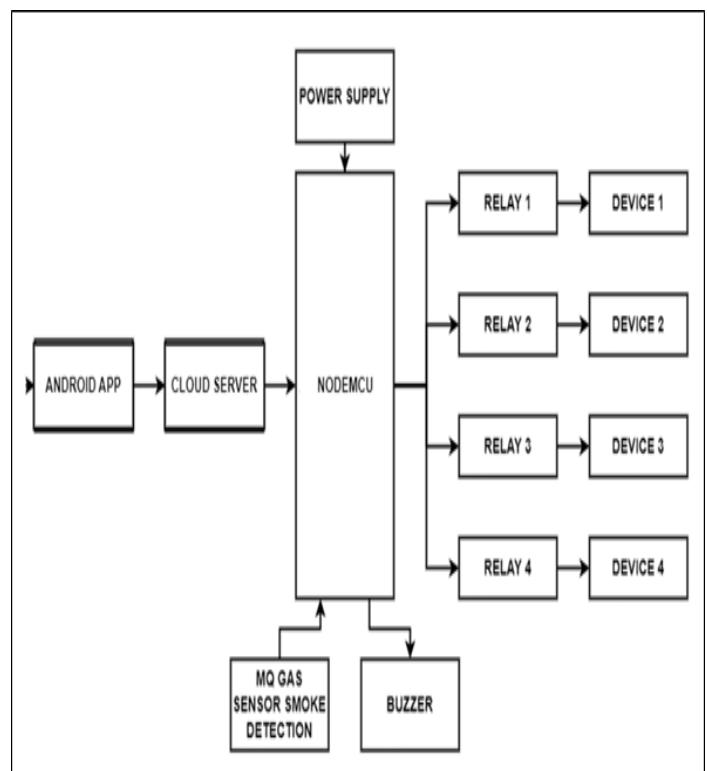 POWER SUPPLY
RELAY 1
DEVICE 1
RELAY 2
DEVICE 2
ANDROID APP
CLOUD SERVER
NODEMCU
RELAY 3
DEVICE 3
RELAY 4
DEVICE 4
MQ GAS
SENSOR SMOKE
DETECTION
BUZZER